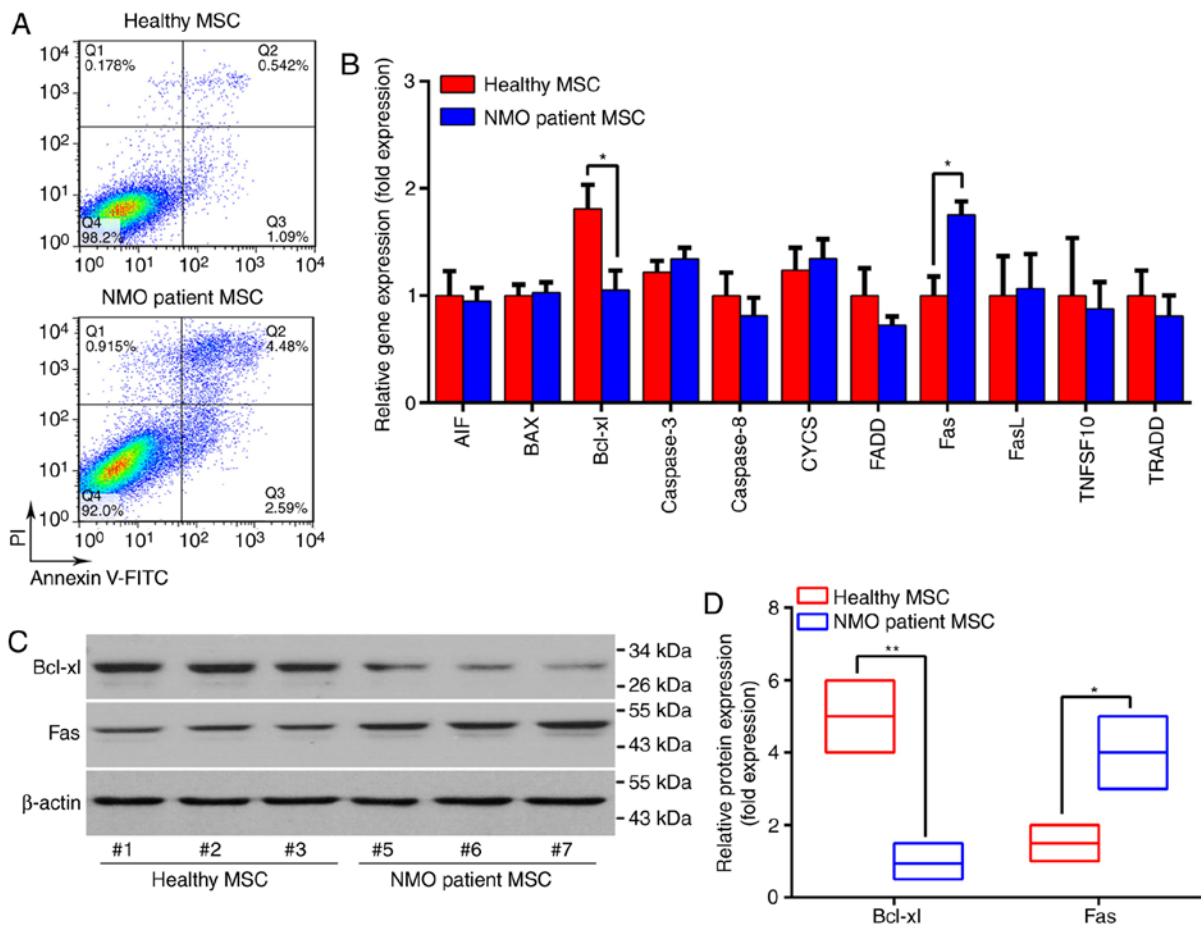 A
Healthy MSC
10⁴
10³
10²
10¹
10⁰
Q1
0.178%
Q2
0.542%
Q4
98.2%
Q3
1.09%
10⁰ 10¹ 10² 10³ 10⁴
NMO patient MSC
10⁴
10³
10²
10¹
10⁰
Q1
0.915%
Q2
4.48%
Q4
92.0%
Q3
2.59%
10⁰ 10¹ 10² 10³ 10⁴
PI
Annexin V-FITC
B
Relative gene expression (fold expression)
3
2
1
0
Healthy MSC
NMO patient MSC
*
*
AIF
BAX
Bcl-xl
Caspase-3
Caspase-8
CYCS
FADD
Fas
FasL
TNFSF10
TRADD
C
Bcl-xl
34 kDa
26 kDa
Fas
55 kDa
43 kDa
β-actin
55 kDa
43 kDa
#1 #2 #3 #5 #6 #7
Healthy MSC NMO patient MSC
D
Relative protein expression
(fold expression)
8
6
4
2
0
Healthy MSC
NMO patient MSC
**
*
Bcl-xl Fas